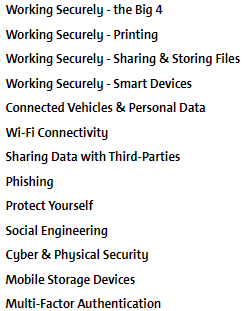 Working Securely - the Big 4
Working Securely - Printing
Working Securely - Sharing & Storing Files
Working Securely - Smart Devices
Connected Vehicles & Personal Data
Wi-Fi Connectivity
Sharing Data with Third-Parties
Phishing
Protect Yourself
Social Engineering
Cyber & Physical Security
Mobile Storage Devices
Multi-Factor Authentication